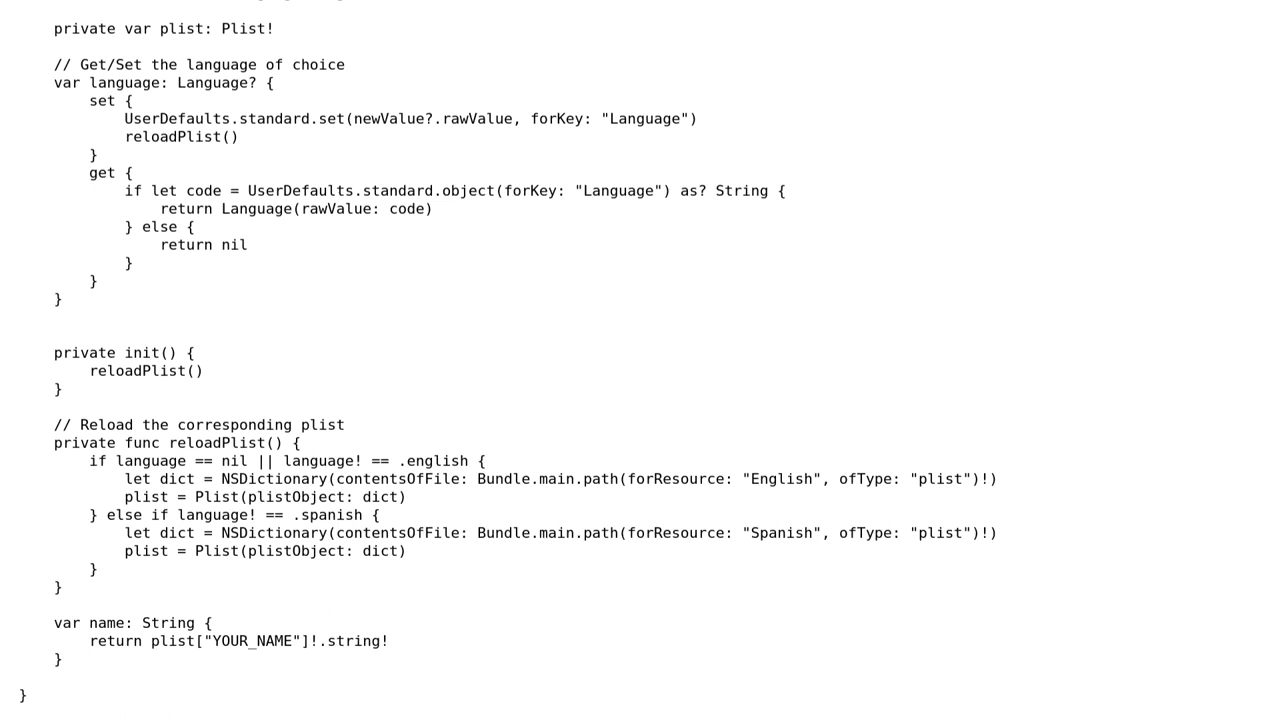 private var plist: Plist!
// Get/Set the language of choice
var language: Language? {
set {
UserDefaults.standard.set(newValue?.rawValue, forKey: "Language")
reloadPlist()
}
get {
if let code = UserDefaults.standard.object(forKey: "Language") as? String {
return Language(rawValue: code)
} else {
return nil
}
}
}
private init() {
reloadPlist()
}
// Reload the corresponding plist
private func reloadPlist() {
if language == nil || language! == .english {
let dict = NSDictionary(contentsOfFile: Bundle.main.path(forResource: "English", ofType: "plist")!)
plist = Plist(plistObject: dict)
} else if language! == .spanish {
let dict = NSDictionary(contentsOfFile: Bundle.main.path(forResource: "Spanish", ofType: "plist")!)
plist = Plist(plistObject: dict)
}
}
var name: String {
return plist["YOUR_NAME"]!.string!
}
}